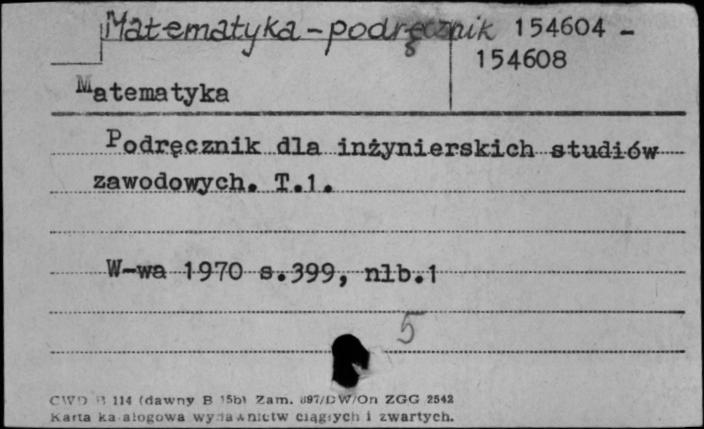 Matematyka - podręcznik 154604 -
154608
Matematyka
Podręcznik dla inżynierskich studiów
zawodowych. T.1.
W-wa 1970 s.399, nlb.1
5
CWD B 114 (dawny B 15b) Zam. 897/DW/On ZGG 2542
Karta katalogowa wydawnictw ciągłych i zwartych.